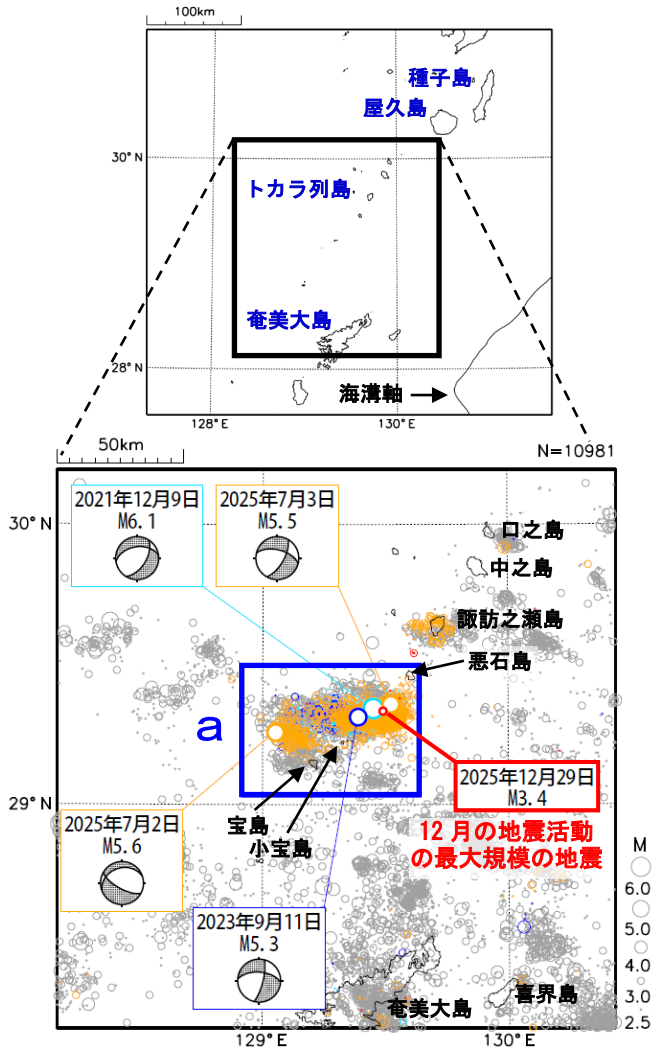 100km
種子島
屋久島
30°N
トカラ列島
奄美大島
28°N
海溝軸
128°E
130°E
50km
N=10981
2021年12月9日
M6.1
2025年7月3日
M5.5
30°N
口之島
中之島
諏訪之瀬島
悪石島
a
2025年12月29日
M3.4
29°N
宝島
小宝島
12月の地震活動
の最大規模の地震
2025年7月2日
M5.6
M
6.0
5.0
4.0
3.0
2.5
2023年9月11日
M5.3
奄美大島
喜界島
129°E
130°E